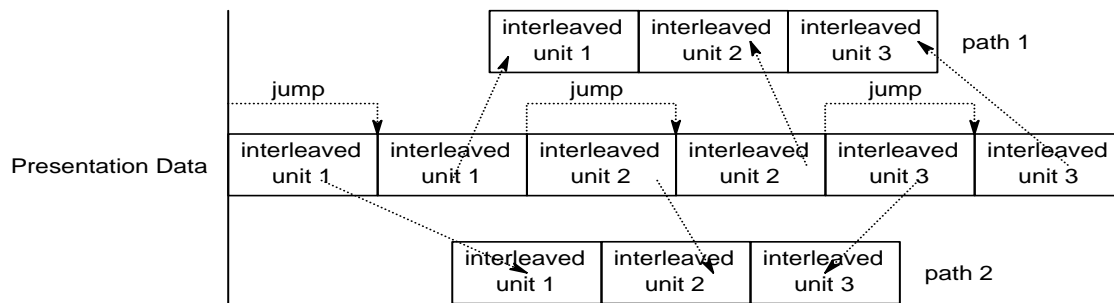 interleaved interleaved interleaved
unit 1 unit 2 unit 3
path 1
jump jump jump
Presentation Data
interleaved interleaved interleaved interleaved interleaved interleaved
unit 1 unit 1 unit 2 unit 2 unit 3 unit 3
interleaved interleaved interleaved
unit 1 unit 2 unit 3
path 2